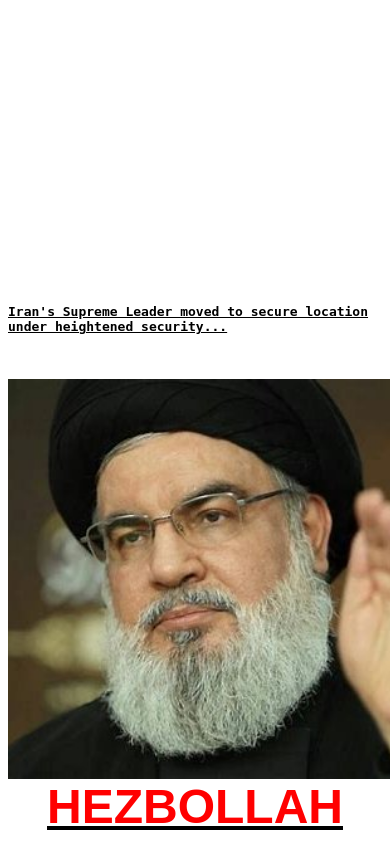 Iran's Supreme Leader moved to secure location
under heightened security...
HEZBOLLAH